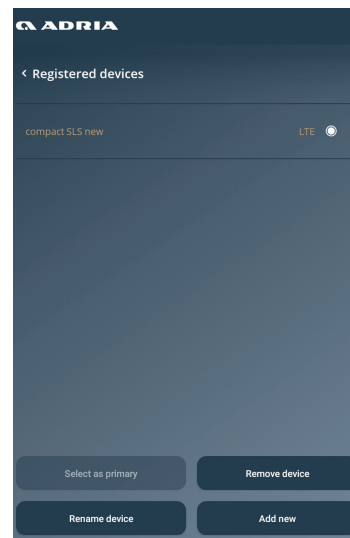 ADRIA
< Registered devices
compact SLS new LTE
Select as primary Remove device
Rename device Add new